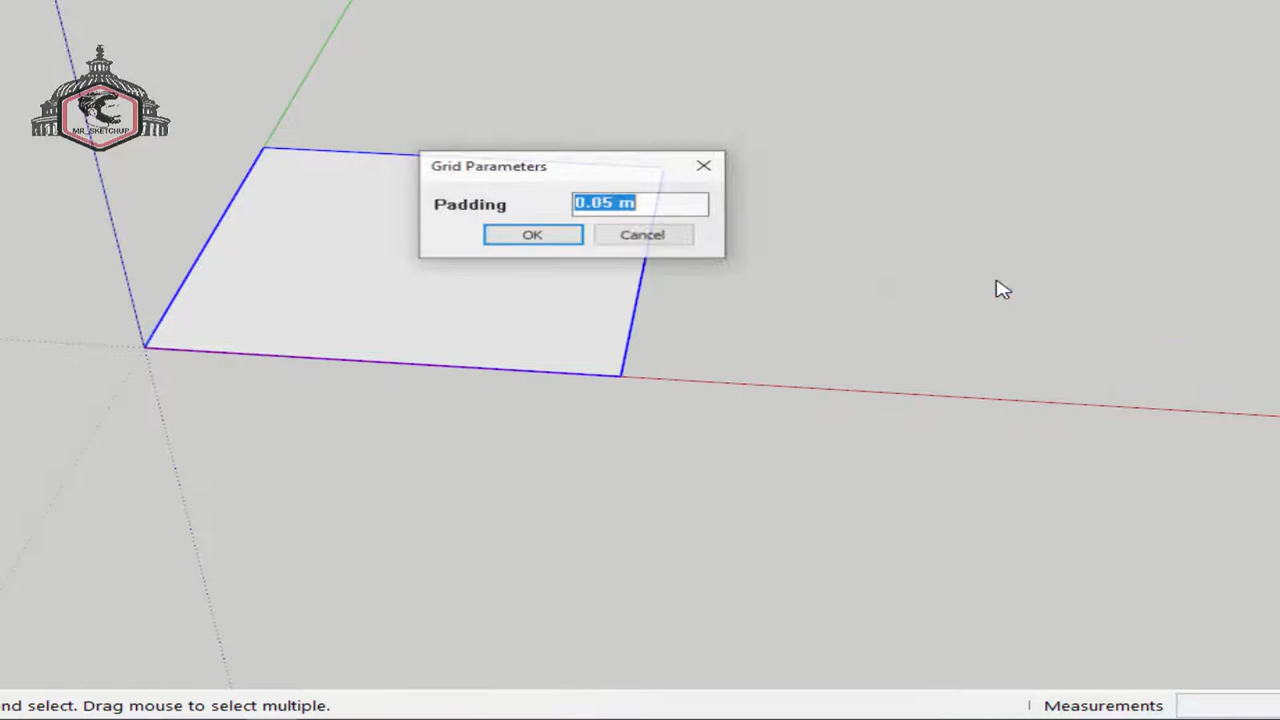 MR_SKETCHUP
Grid Parameters
Padding
0.05 m
OK
Cancel
nd select. Drag mouse to select multiple.
Measurements